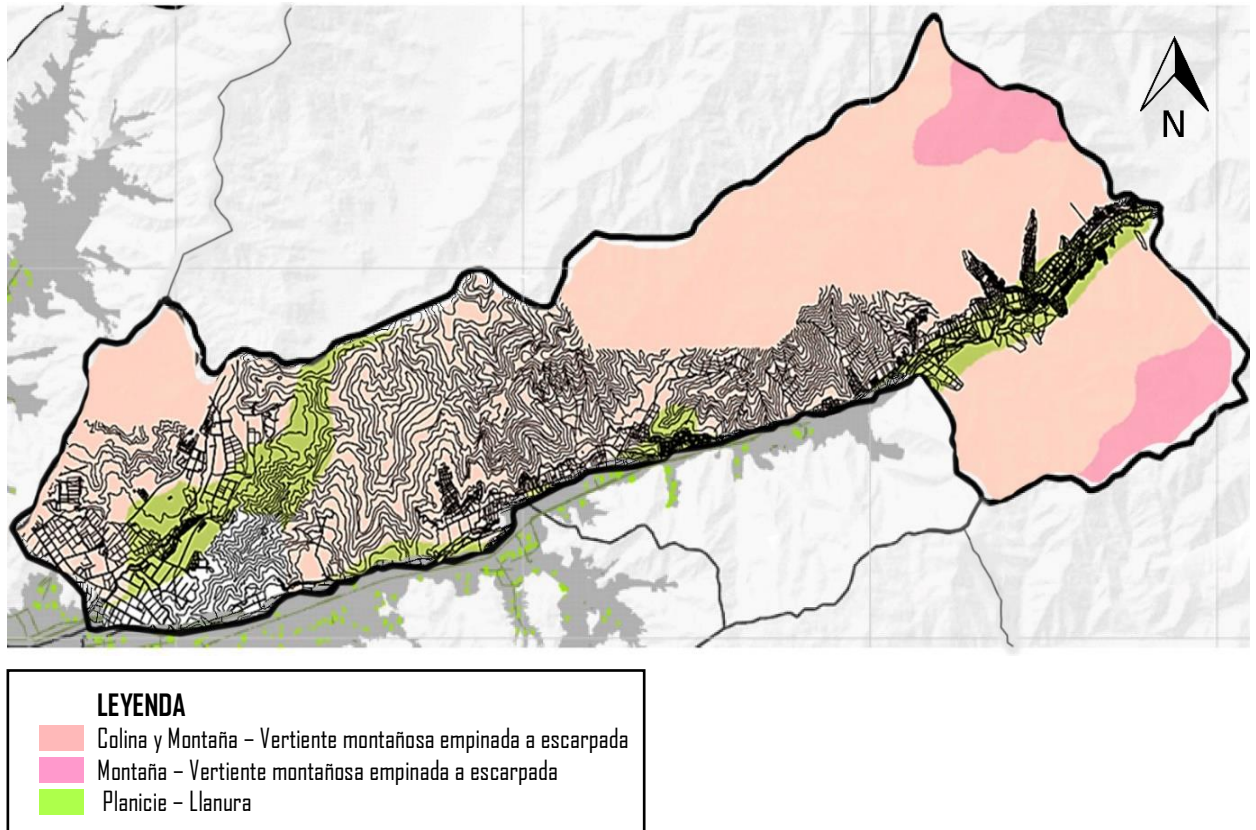 N
LEYENDA
Colina y Montaña – Vertiente montañosa empinada a escarpada
Montaña – Vertiente montañosa empinada a escarpada
Planicie – Llanura